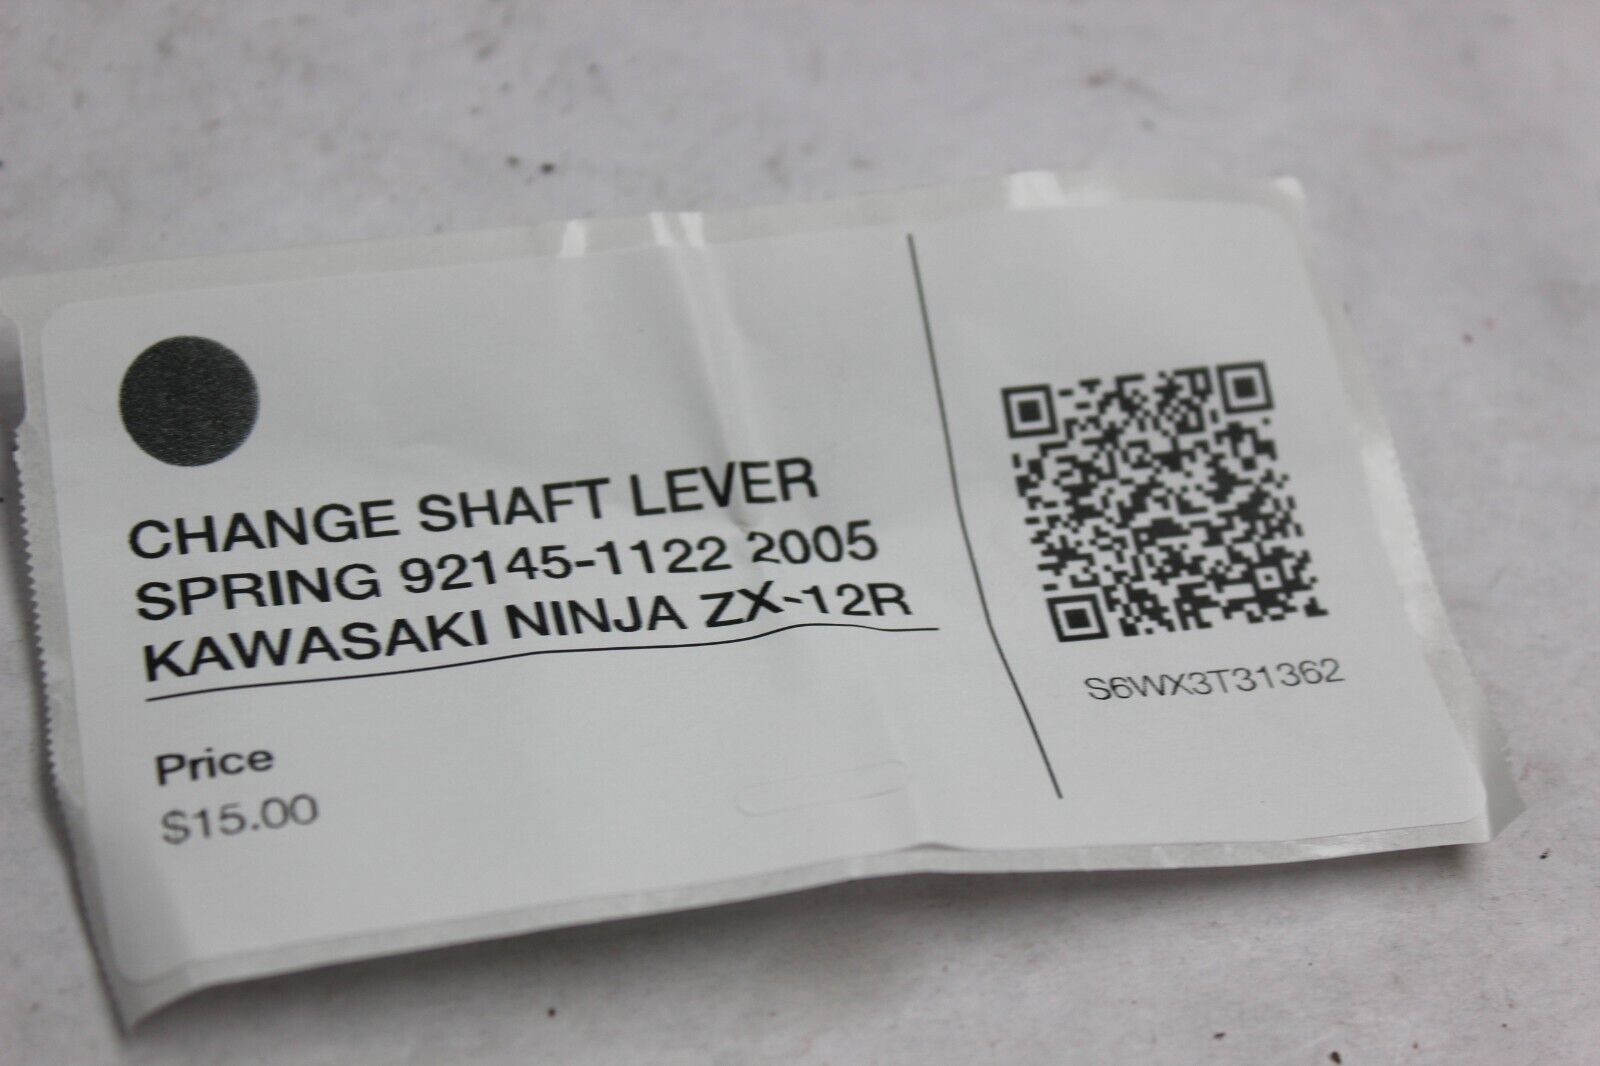 CHANGE SHAFT LEVER
SPRING 92145-1122 2005
KAWASAKI NINJA ZX-12R
Price
$15.00
S6WX3T31362